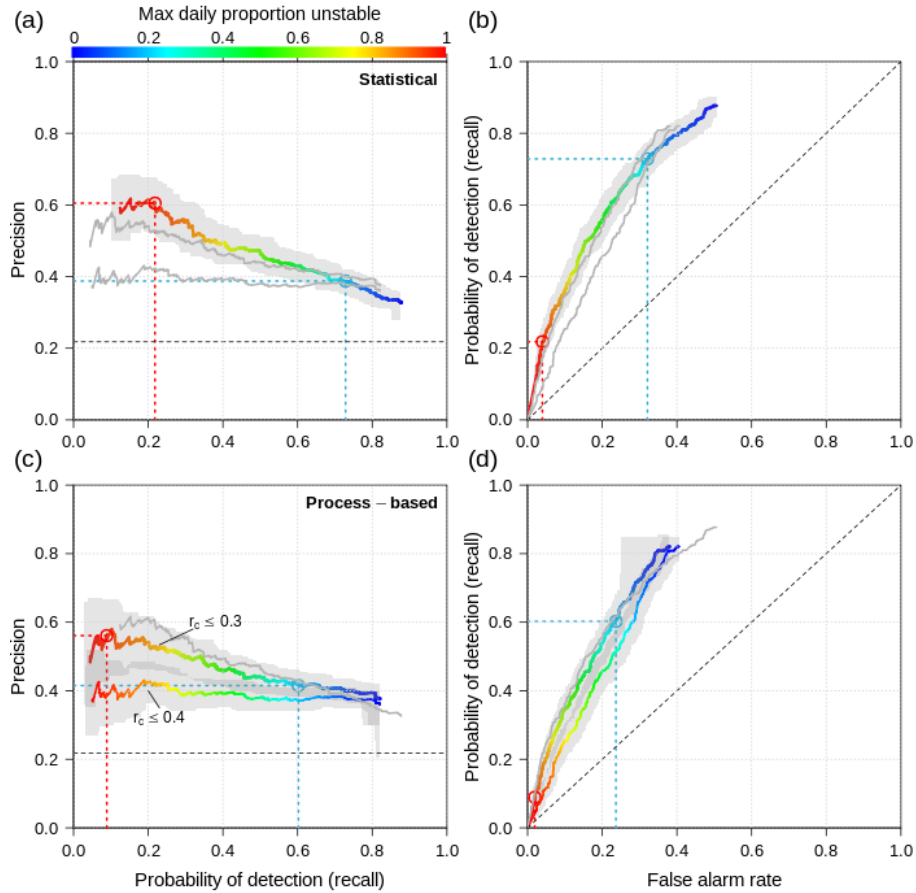 (a) Max daily proportion unstable (b)
0 0.2 0.4 0.6 0.8 1
1.0 Statistical 1.0
0.8 0.8
0.6 0.6
0.4 0.4
0.2 0.2
0.0 0.0
Precision
Probability of detection (recall)
0.0 0.2 0.4 0.6 0.8 1.0 0.0 0.2 0.4 0.6 0.8 1.0
(c) (d)
1.0 Process – based 1.0
0.8 0.8
0.6 0.6
0.4 0.4
0.2 0.2
0.0 0.0
rc ≤ 0.3
rc ≤ 0.4
Precision
Probability of detection (recall)
0.0 0.2 0.4 0.6 0.8 1.0 0.0 0.2 0.4 0.6 0.8 1.0
Probability of detection (recall) False alarm rate